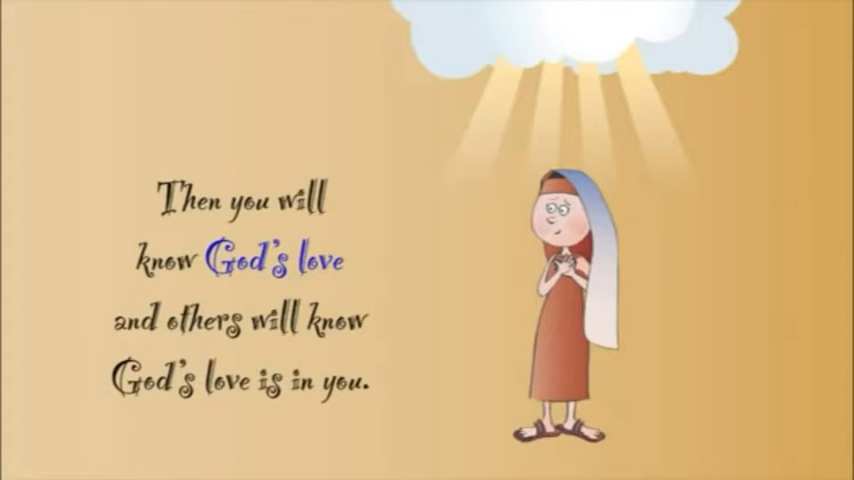 Then you will
know God's love
and others will know
God's love is in you.